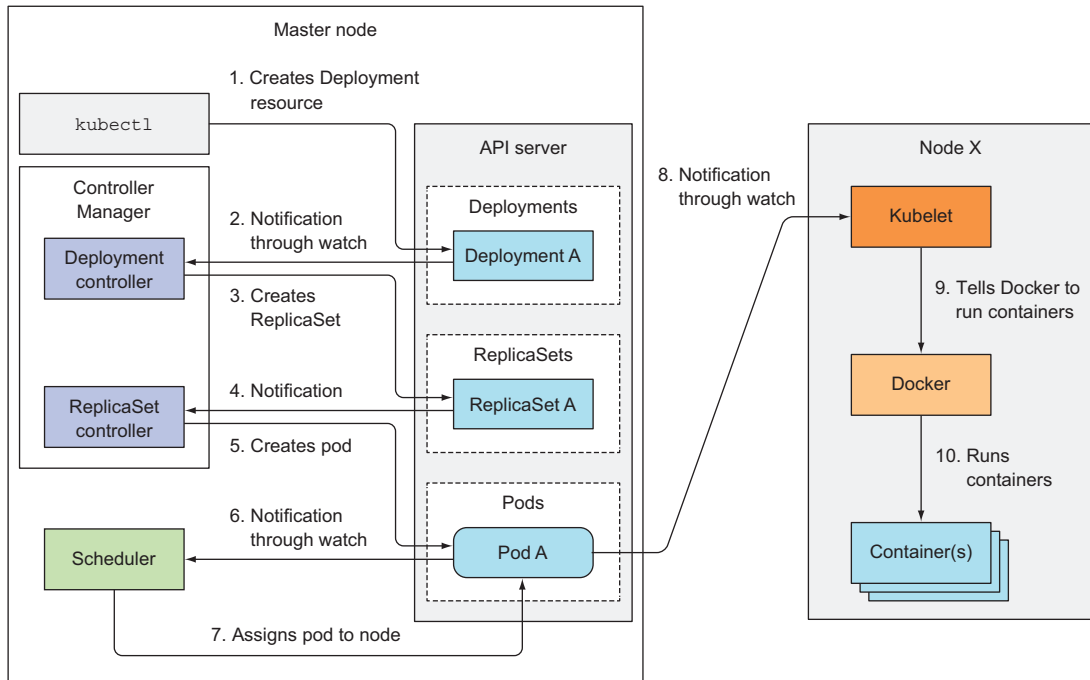 Master node
1. Creates Deployment
resource
kubectl
API server
Controller
Manager
Deployments
2. Notification
through watch
Deployment
controller
Deployment A
3. Creates
ReplicaSet
ReplicaSets
4. Notification
ReplicaSet
controller
ReplicaSet A
5. Creates pod
Pods
6. Notification
through watch
Scheduler
Pod A
7. Assigns pod to node
8. Notification
through watch
Node X
Kubelet
9. Tells Docker to
run containers
Docker
10. Runs
containers
Container(s)